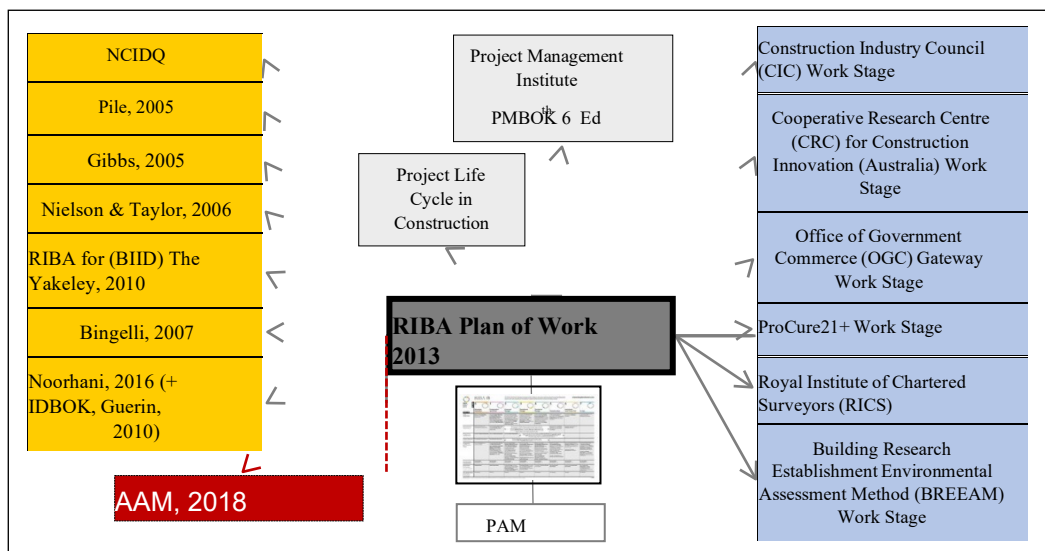 NCIDQ
Pile, 2005
Gibbs, 2005
Nielson & Taylor, 2006
RIBA for (BIID) The
Yakeley, 2010
Bingelli, 2007
Noorhani, 2016 (+
IDBOK, Guerin,
2010)
AAM, 2018
Project Management
Institute
PMBOK 6th Ed
Project Life
Cycle in
Construction
RIBA Plan of Work
2013
PAM
Construction Industry Council
(CIC) Work Stage
Cooperative Research Centre
(CRC) for Construction
Innovation (Australia) Work
Stage
Office of Government
Commerce (OGC) Gateway
Work Stage
ProCure21+ Work Stage
Royal Institute of Chartered
Surveyors (RICS)
Building Research
Establishment Environmental
Assessment Method (BREEAM)
Work Stage